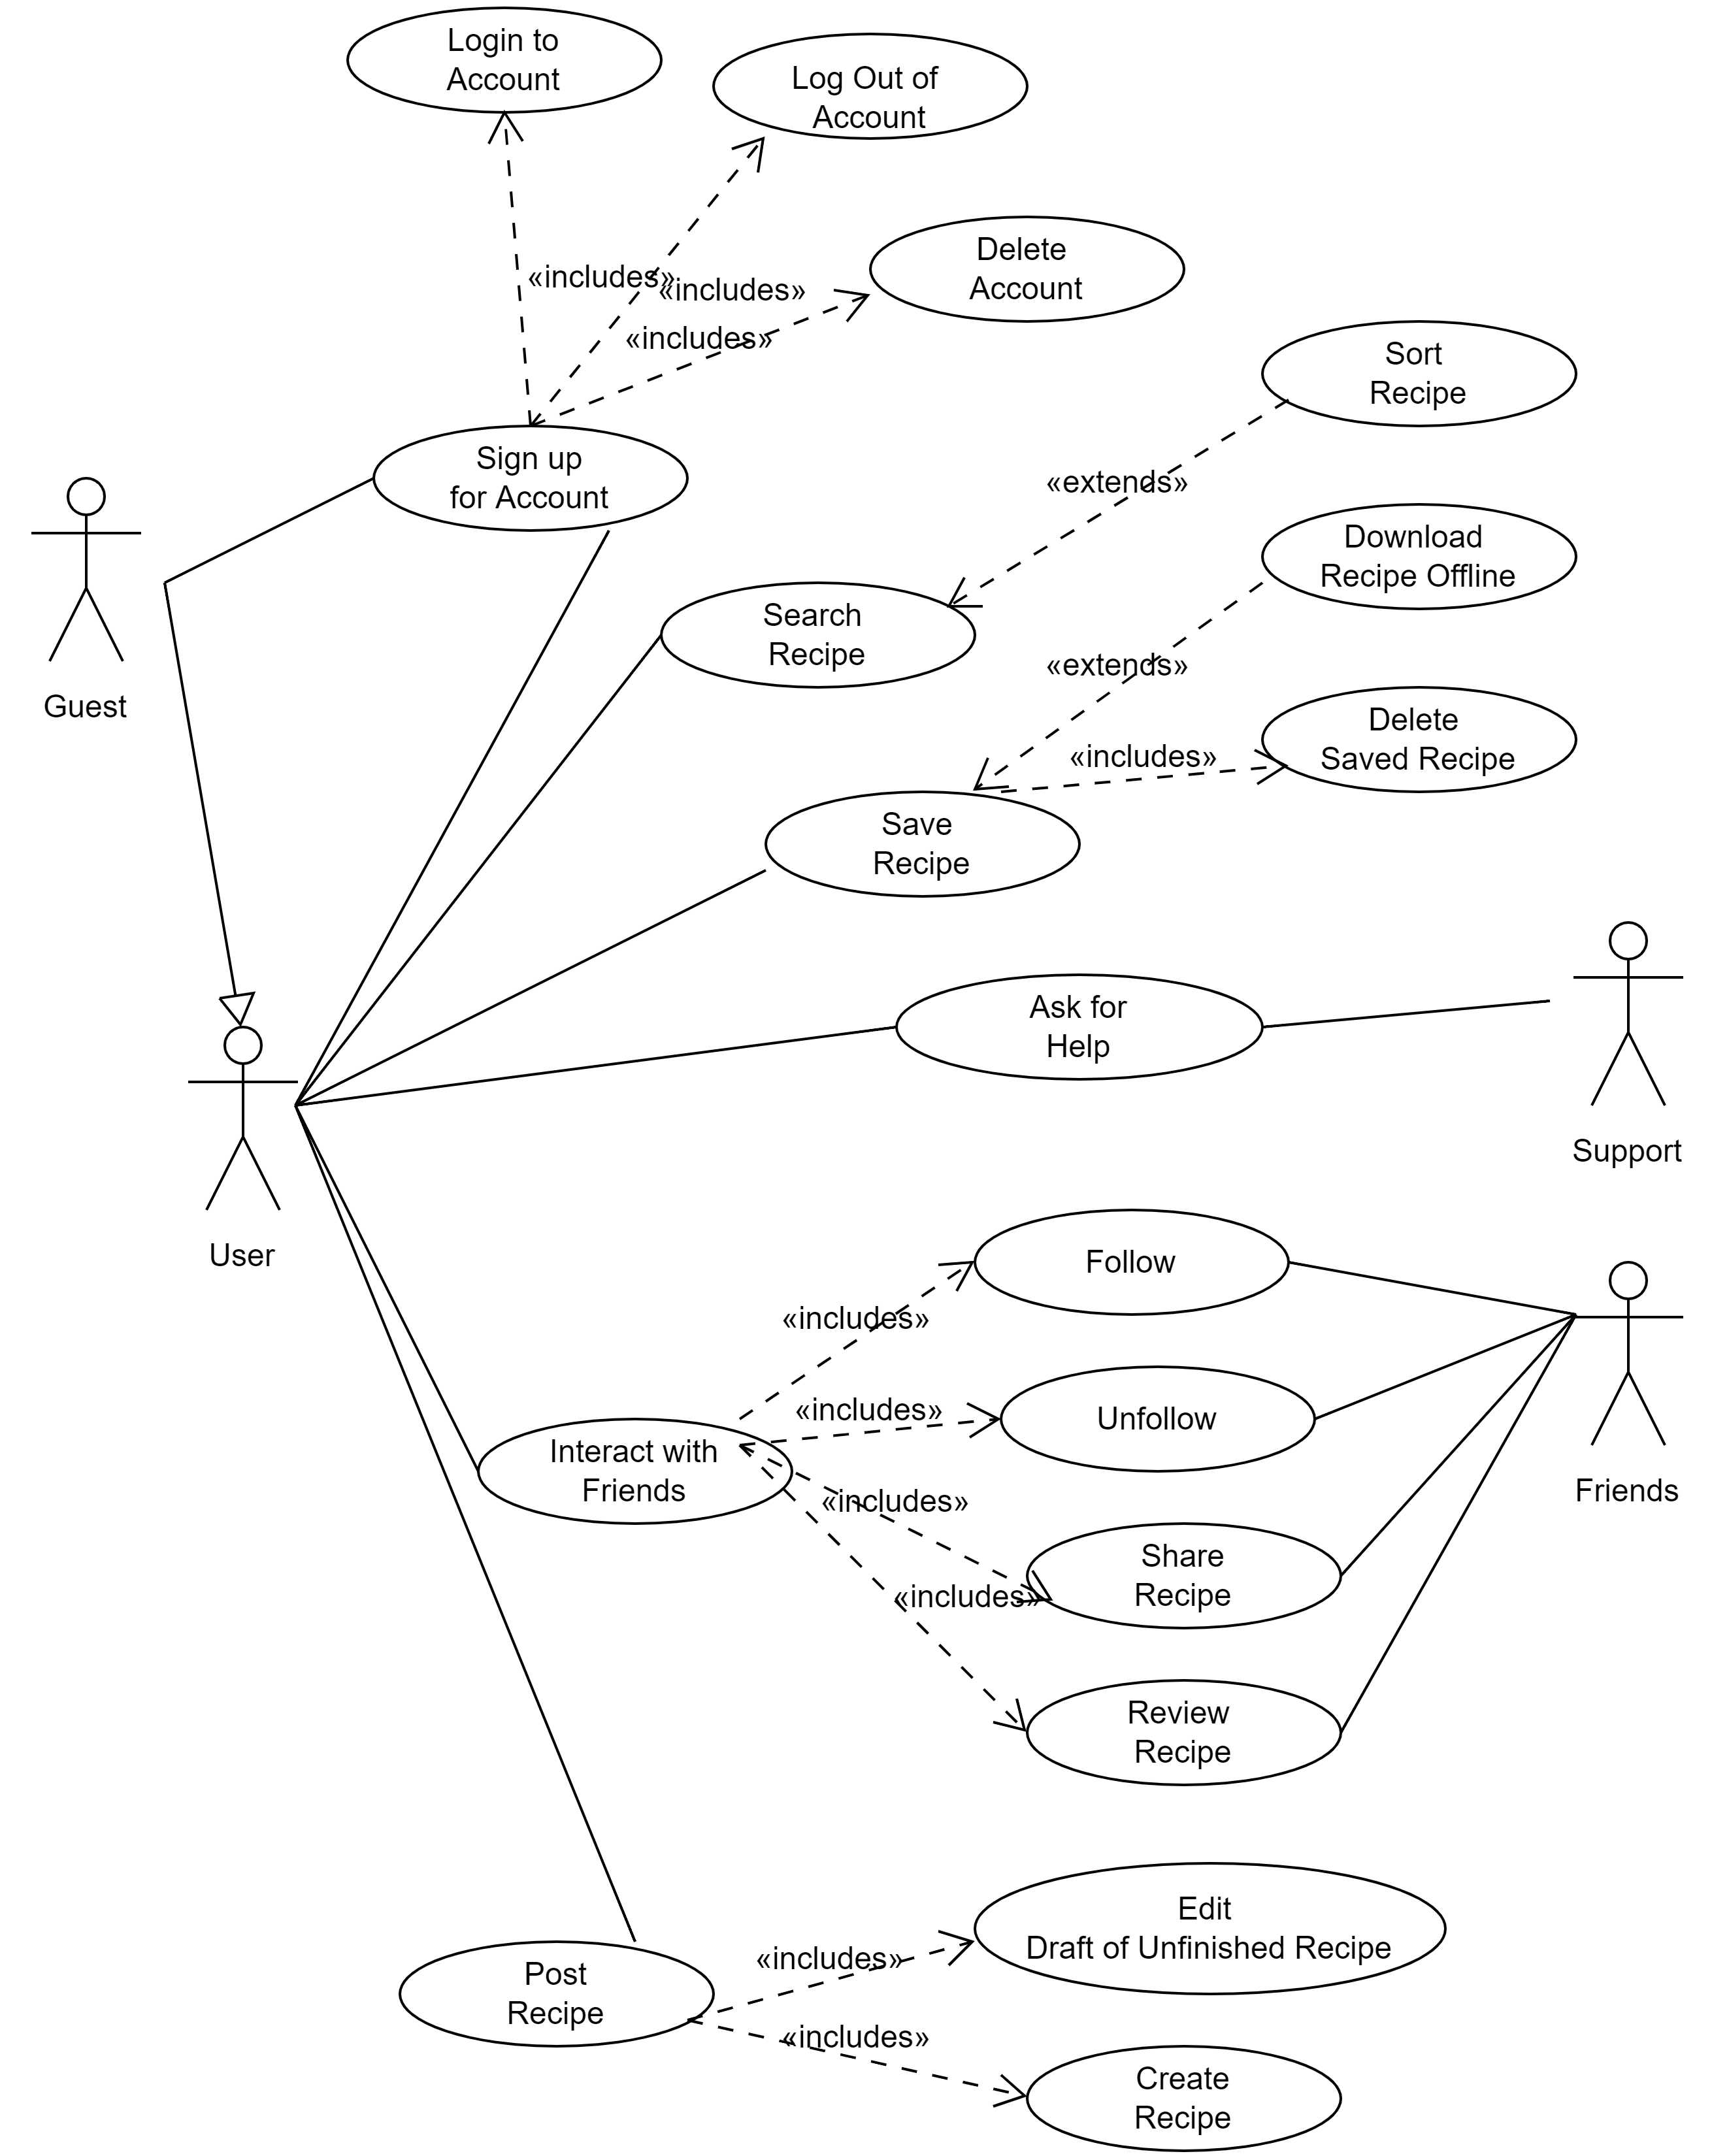 Login to
Account
Log Out of
Account
Delete
Account
«includes»
«includes»
«includes»
Sort
Recipe
Sign up
for Account
«extends»
Download
Recipe Offline
Guest
Search
Recipe
«extends»
Delete
Saved Recipe
«includes»
Save
Recipe
Ask for
Help
Support
User
Follow
«includes»
«includes»
Unfollow
Interact with
Friends
Friends
«includes»
Share
Recipe
«includes»
Review
Recipe
Edit
Draft of Unfinished Recipe
«includes»
Post
Recipe
«includes»
Create
Recipe